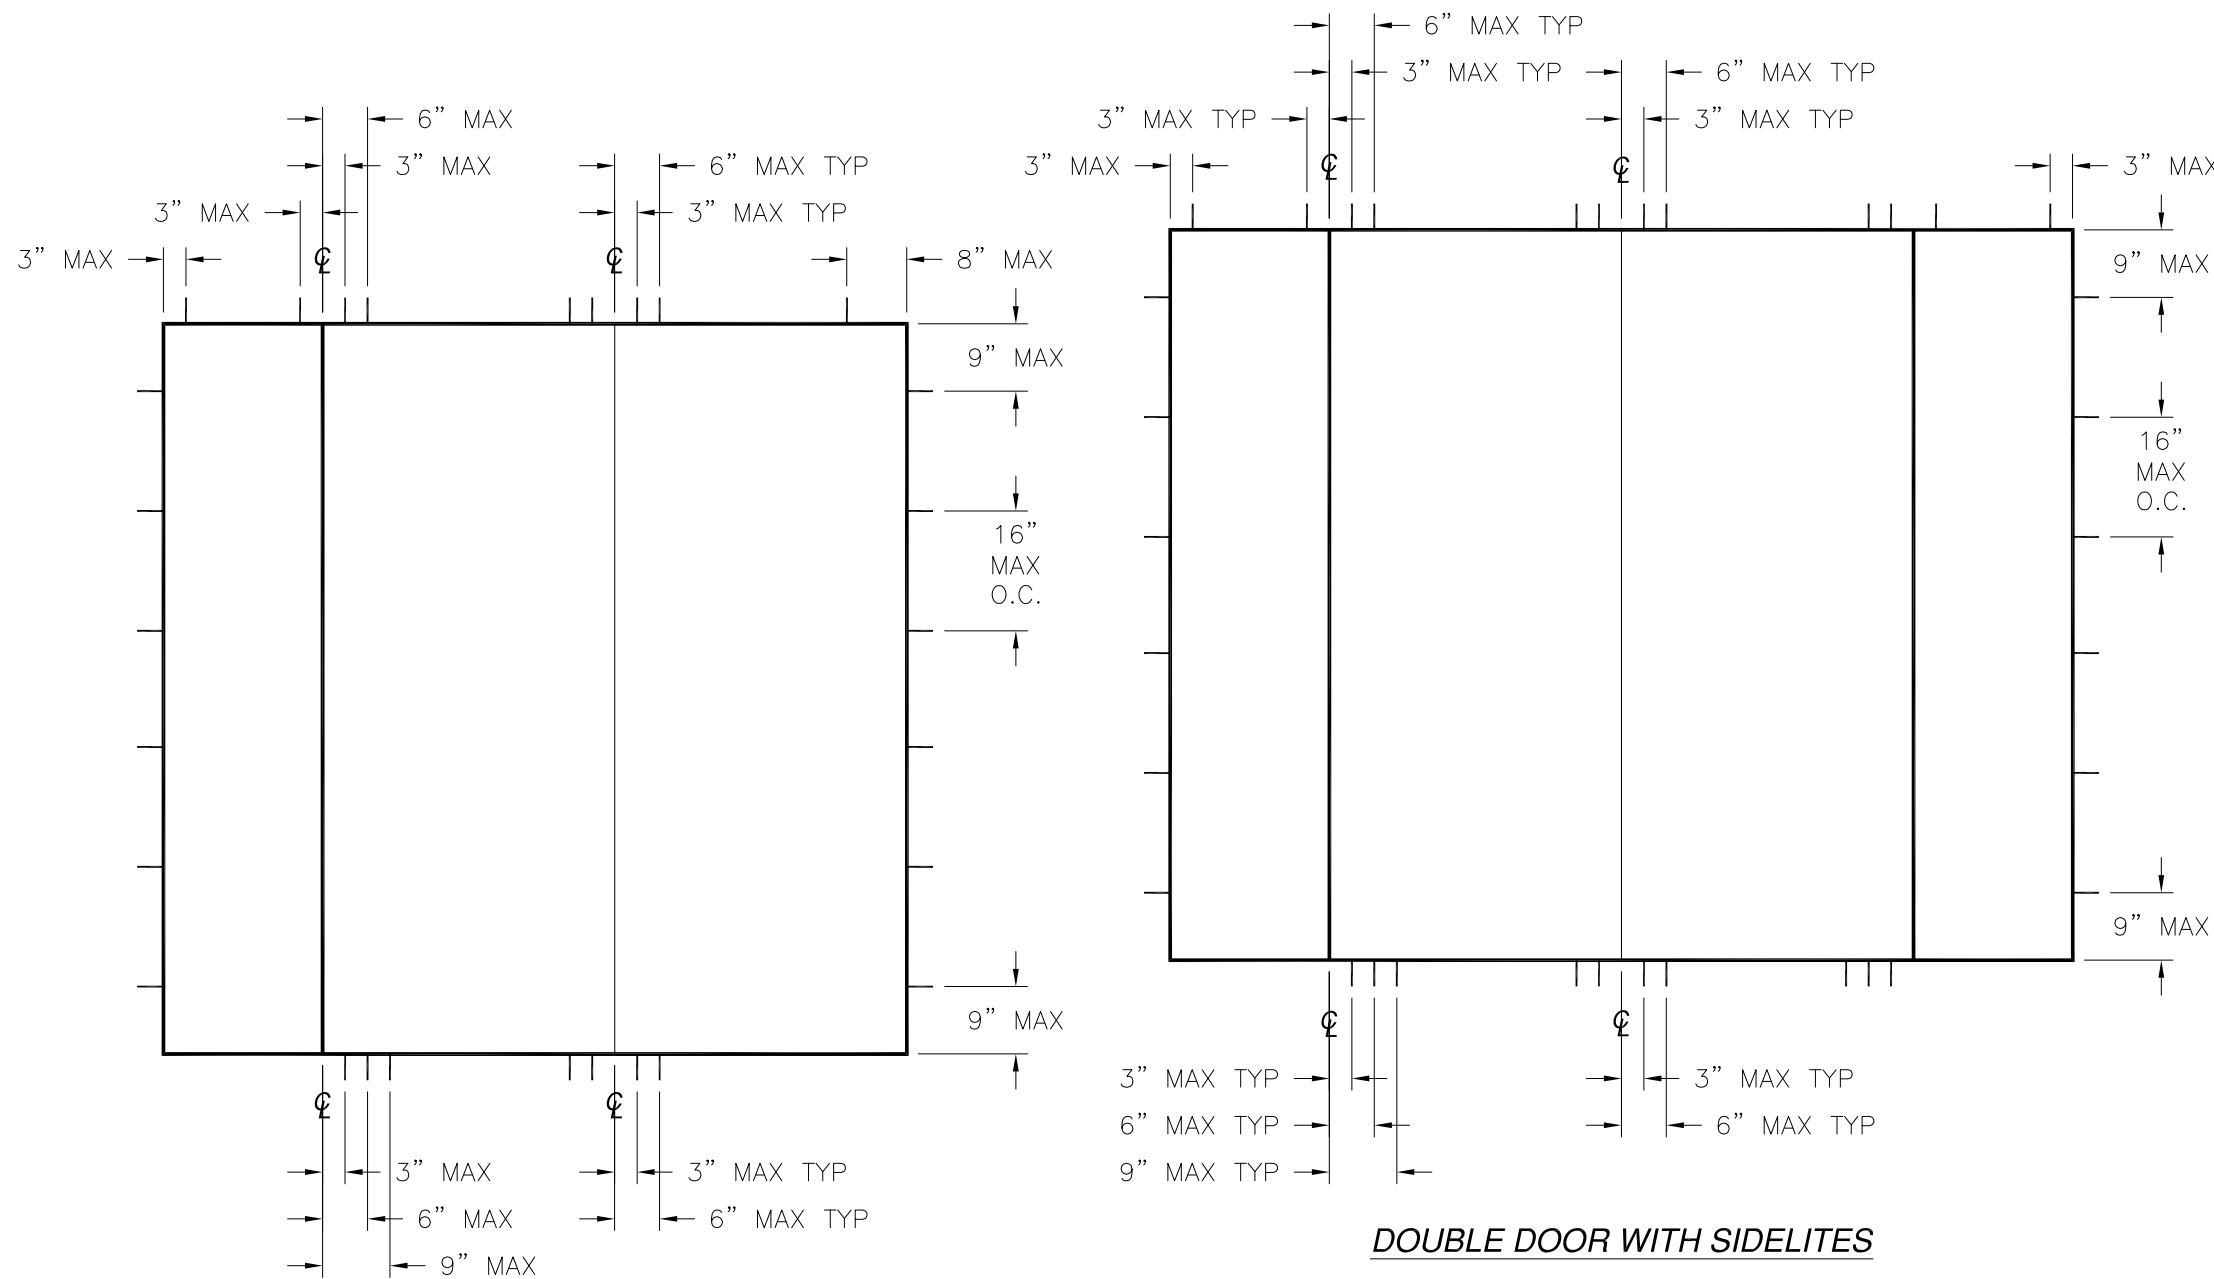 6” MAX
3” MAX
3” MAX
3” MAX
℄
6” MAX TYP
3” MAX TYP
℄
8” MAX
9” MAX
16”
MAX
O.C.
9” MAX
℄
℄
3” MAX
6” MAX
9” MAX
3” MAX TYP
6” MAX TYP
6” MAX TYP
3” MAX TYP
3” MAX TYP
3” MAX
℄
6” MAX TYP
3” MAX TYP
℄
3” MAX
9” MAX
16”
MAX
O.C.
9” MAX
℄
℄
3” MAX TYP
6” MAX TYP
9” MAX TYP
3” MAX TYP
6” MAX TYP
DOUBLE DOOR WITH SIDELITES